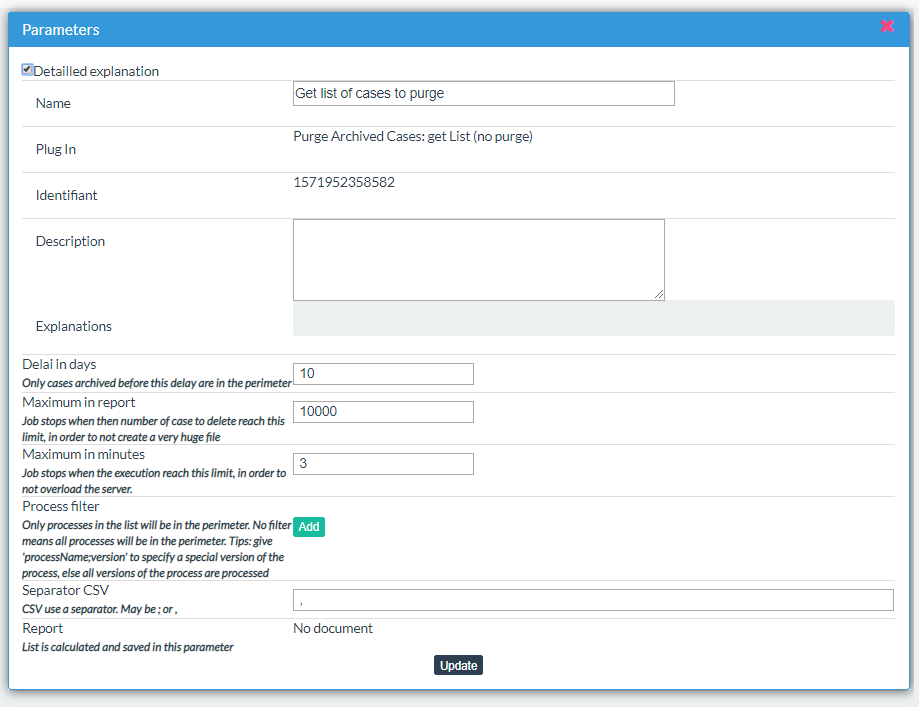 Parameters
Detailled explanation
Name
Get list of cases to purge
Plug In
Purge Archived Cases: get List (no purge)
Identifiant
1571952358582
Description
Explanations
Delai in days
Only cases archived before this delay are in the perimeter
10
Maximum in report
Job stops when then number of case to delete reach this
limit, in order to not create a very huge file
10000
Maximum in minutes
Job stops when the execution reach this limit, in order to
not overload the server.
3
Process filter
Only processes in the list will be in the perimeter. No filter
means all processes will be in the perimeter. Tips: give
'processName;version' to specify a special version of the
process, else all versions of the process are processed
Add
Separator CSV
CSV use a separator. May be ; or ,
,
Report
List is calculated and saved in this parameter
No document
Update